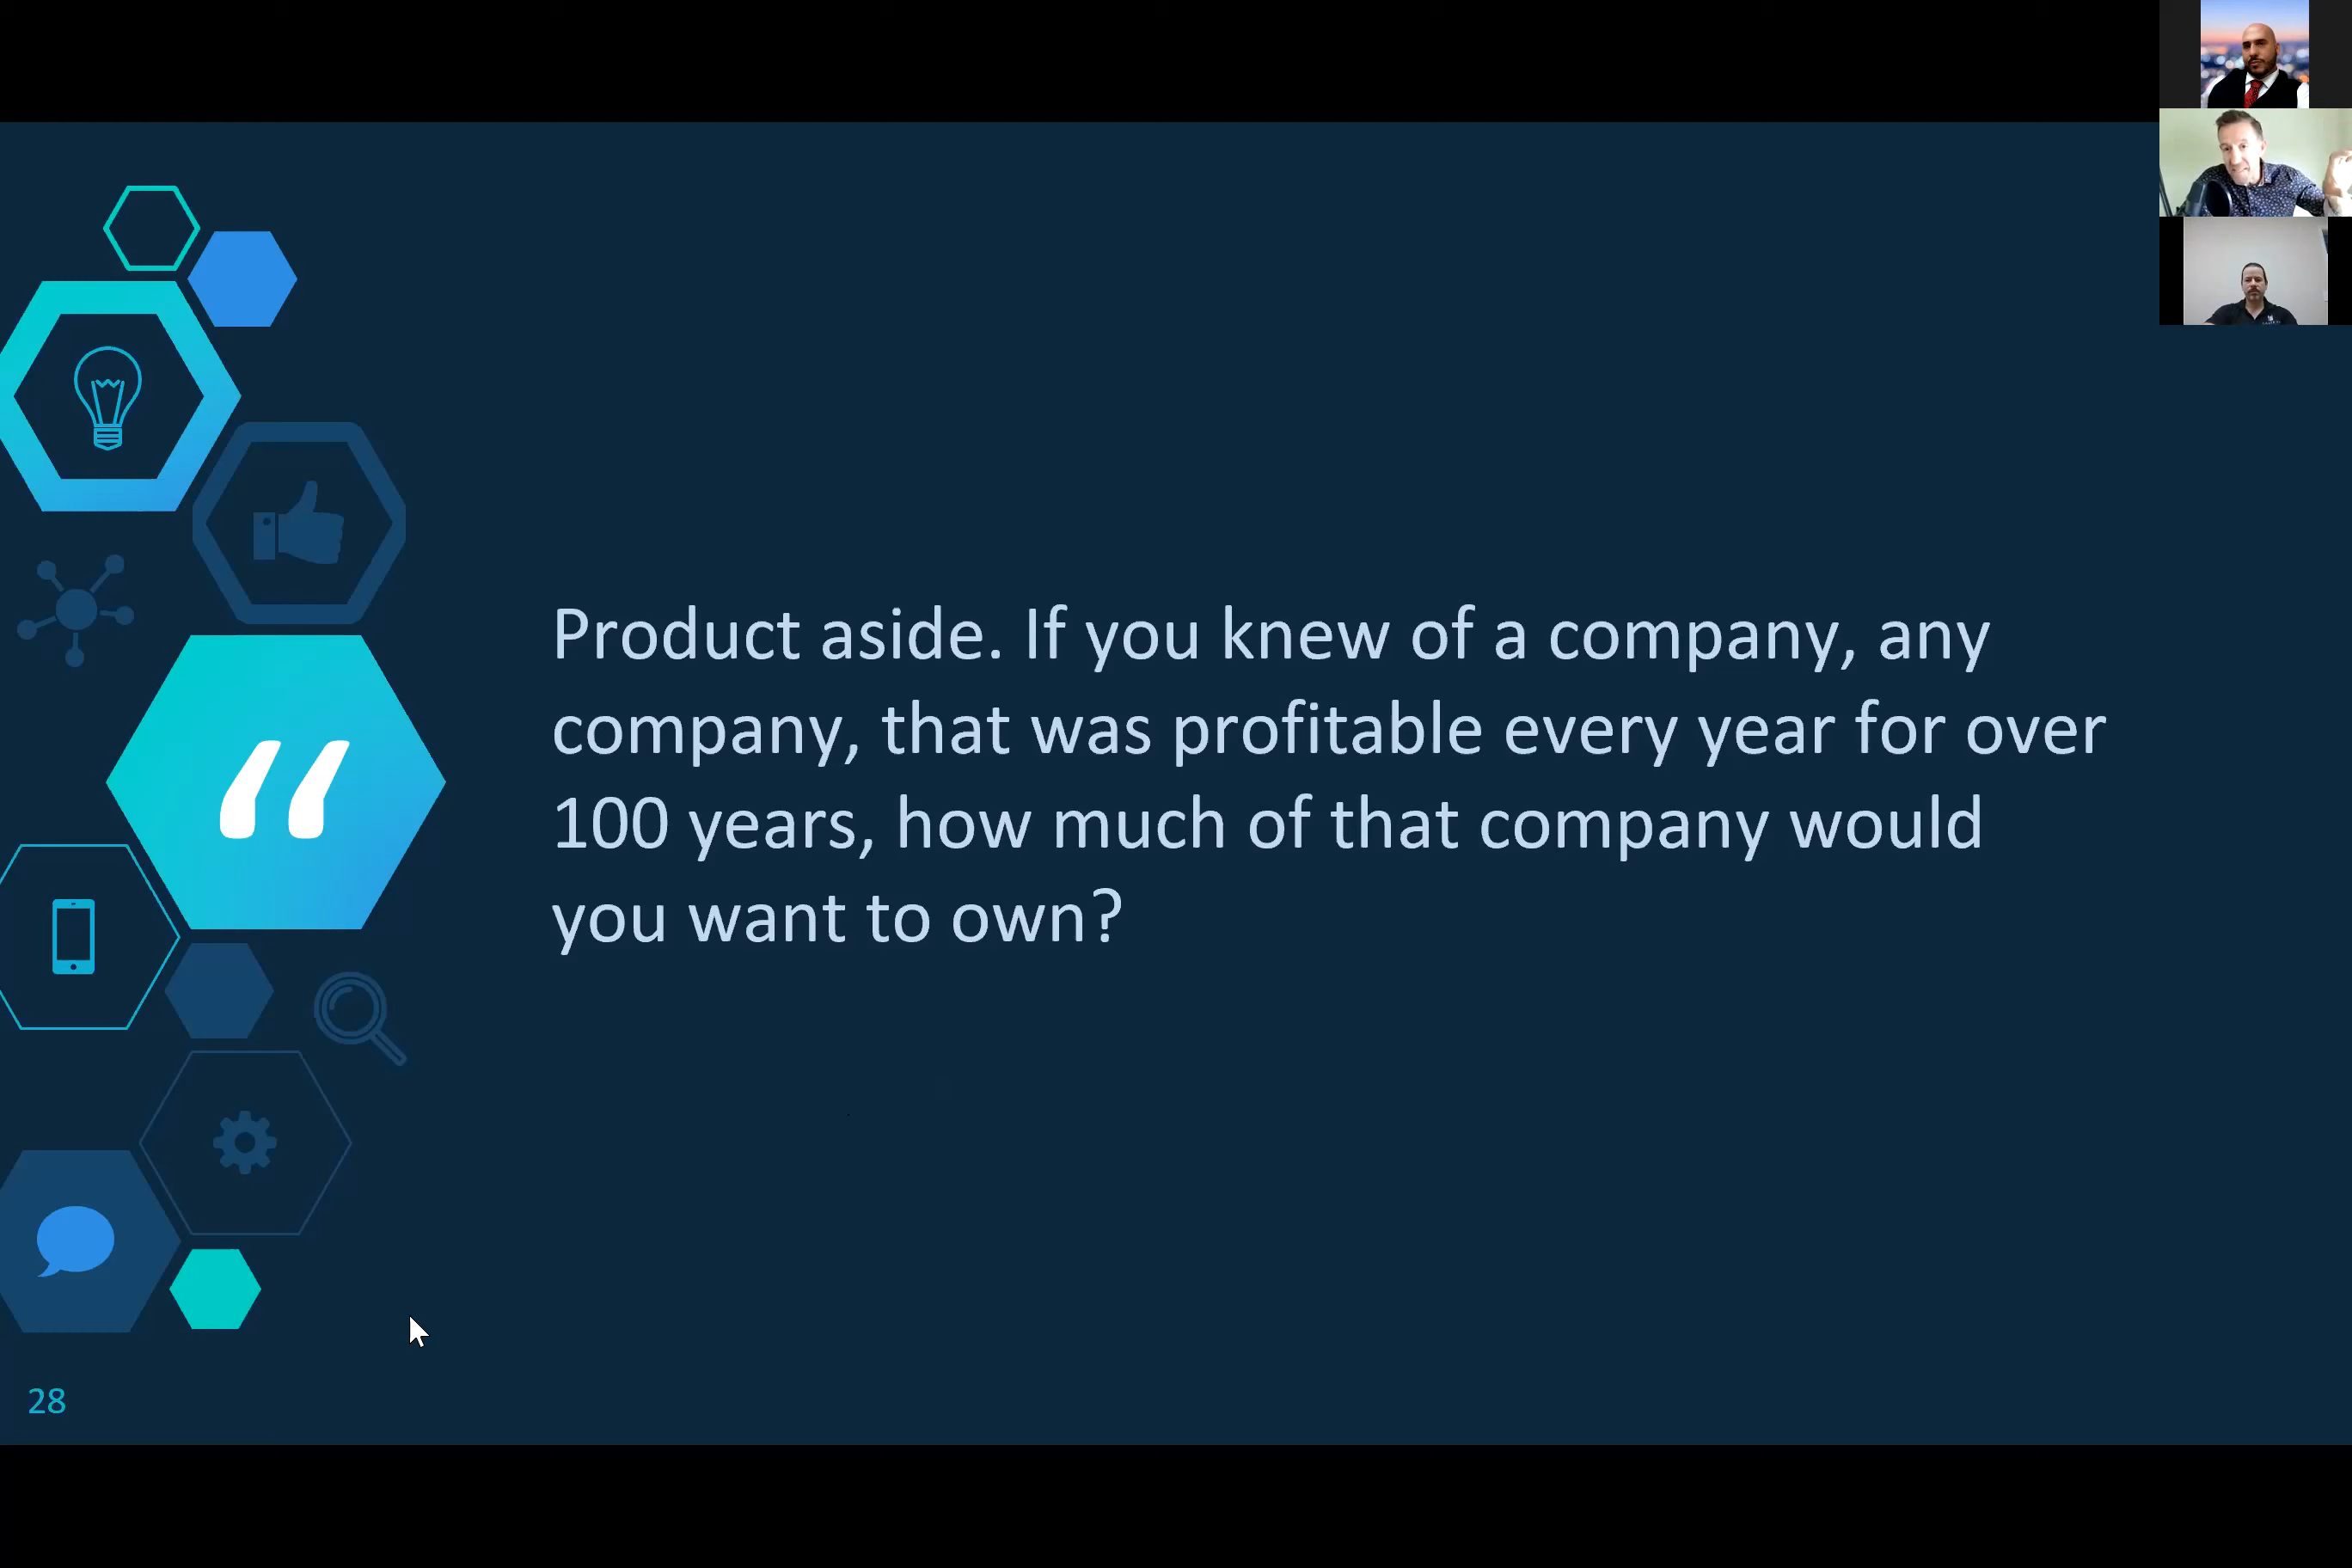 Product aside. If you knew of a company, any
company, that was profitable every year for over
100 years, how much of that company would
you want to own?
“
28